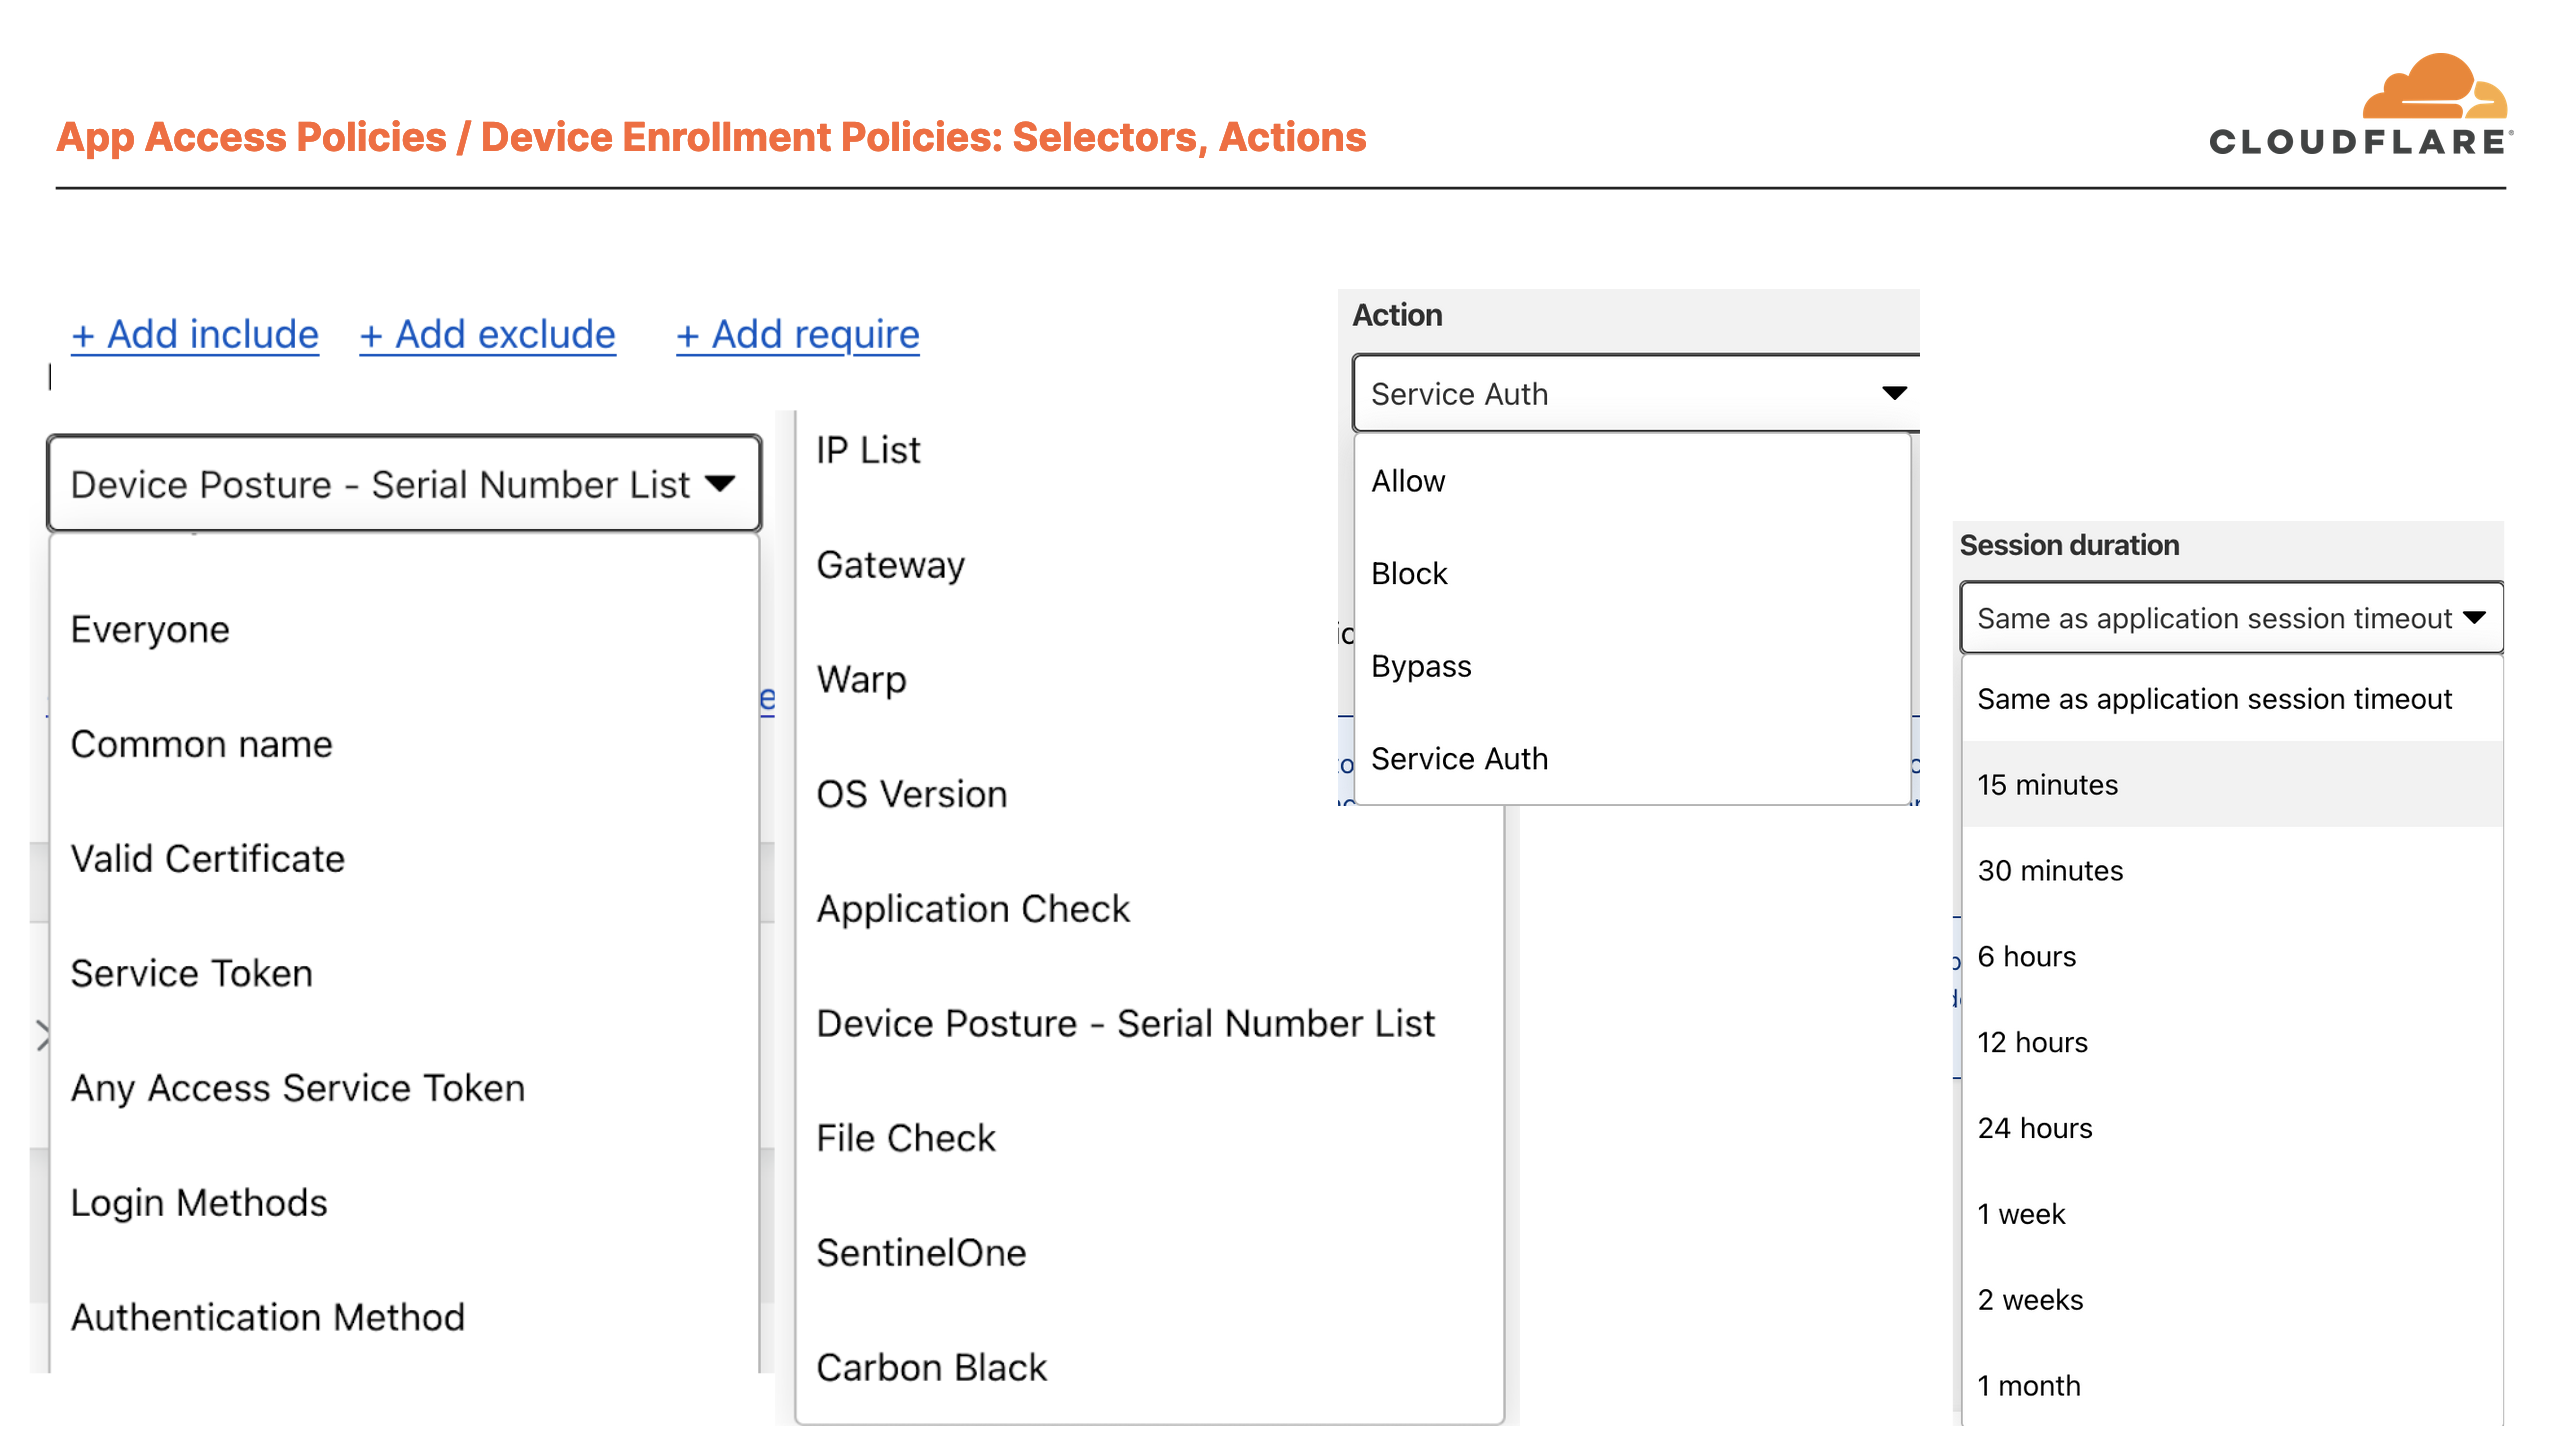 App Access Policies / Device Enrollment Policies: Selectors, Actions
CLOUDFLARE
+ Add include + Add exclude + Add require
Device Posture - Serial Number List
Everyone
Common name
Valid Certificate
Service Token
Any Access Service Token
Login Methods
Authentication Method
IP List
Gateway
Warp
OS Version
Application Check
Device Posture - Serial Number List
File Check
SentinelOne
Carbon Black
Action
Service Auth
Allow
Block
Bypass
Service Auth
Session duration
Same as application session timeout
Same as application session timeout
15 minutes
30 minutes
6 hours
12 hours
24 hours
1 week
2 weeks
1 month